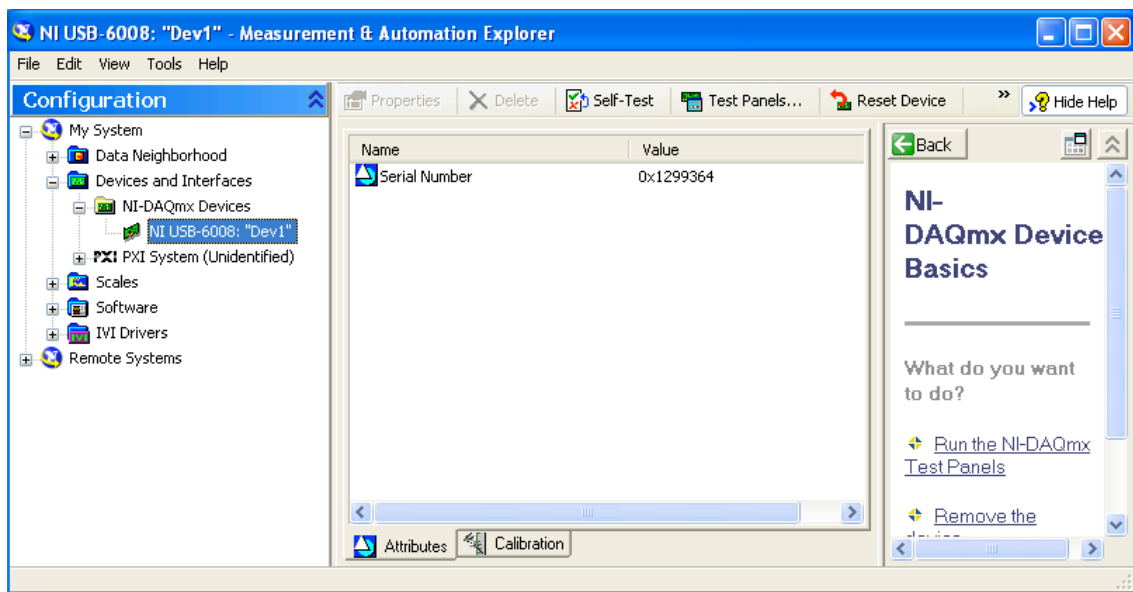 NI USB-6008: "Dev1" - Measurement & Automation Explorer
File Edit View Tools Help
Configuration
My System
Data Neighborhood
Devices and Interfaces
NI-DAQmx Devices
NI USB-6008: "Dev1"
PXI PXI System (Unidentified)
Scales
Software
IVI Drivers
Remote Systems
Properties Delete Self-Test Test Panels... Reset Device » Hide Help
Name Value
Serial Number 0x1299364
Attributes Calibration
Back
NI-
DAQmx Device
Basics
What do you want
to do?
Run the NI-DAQmx
Test Panels
Remove the